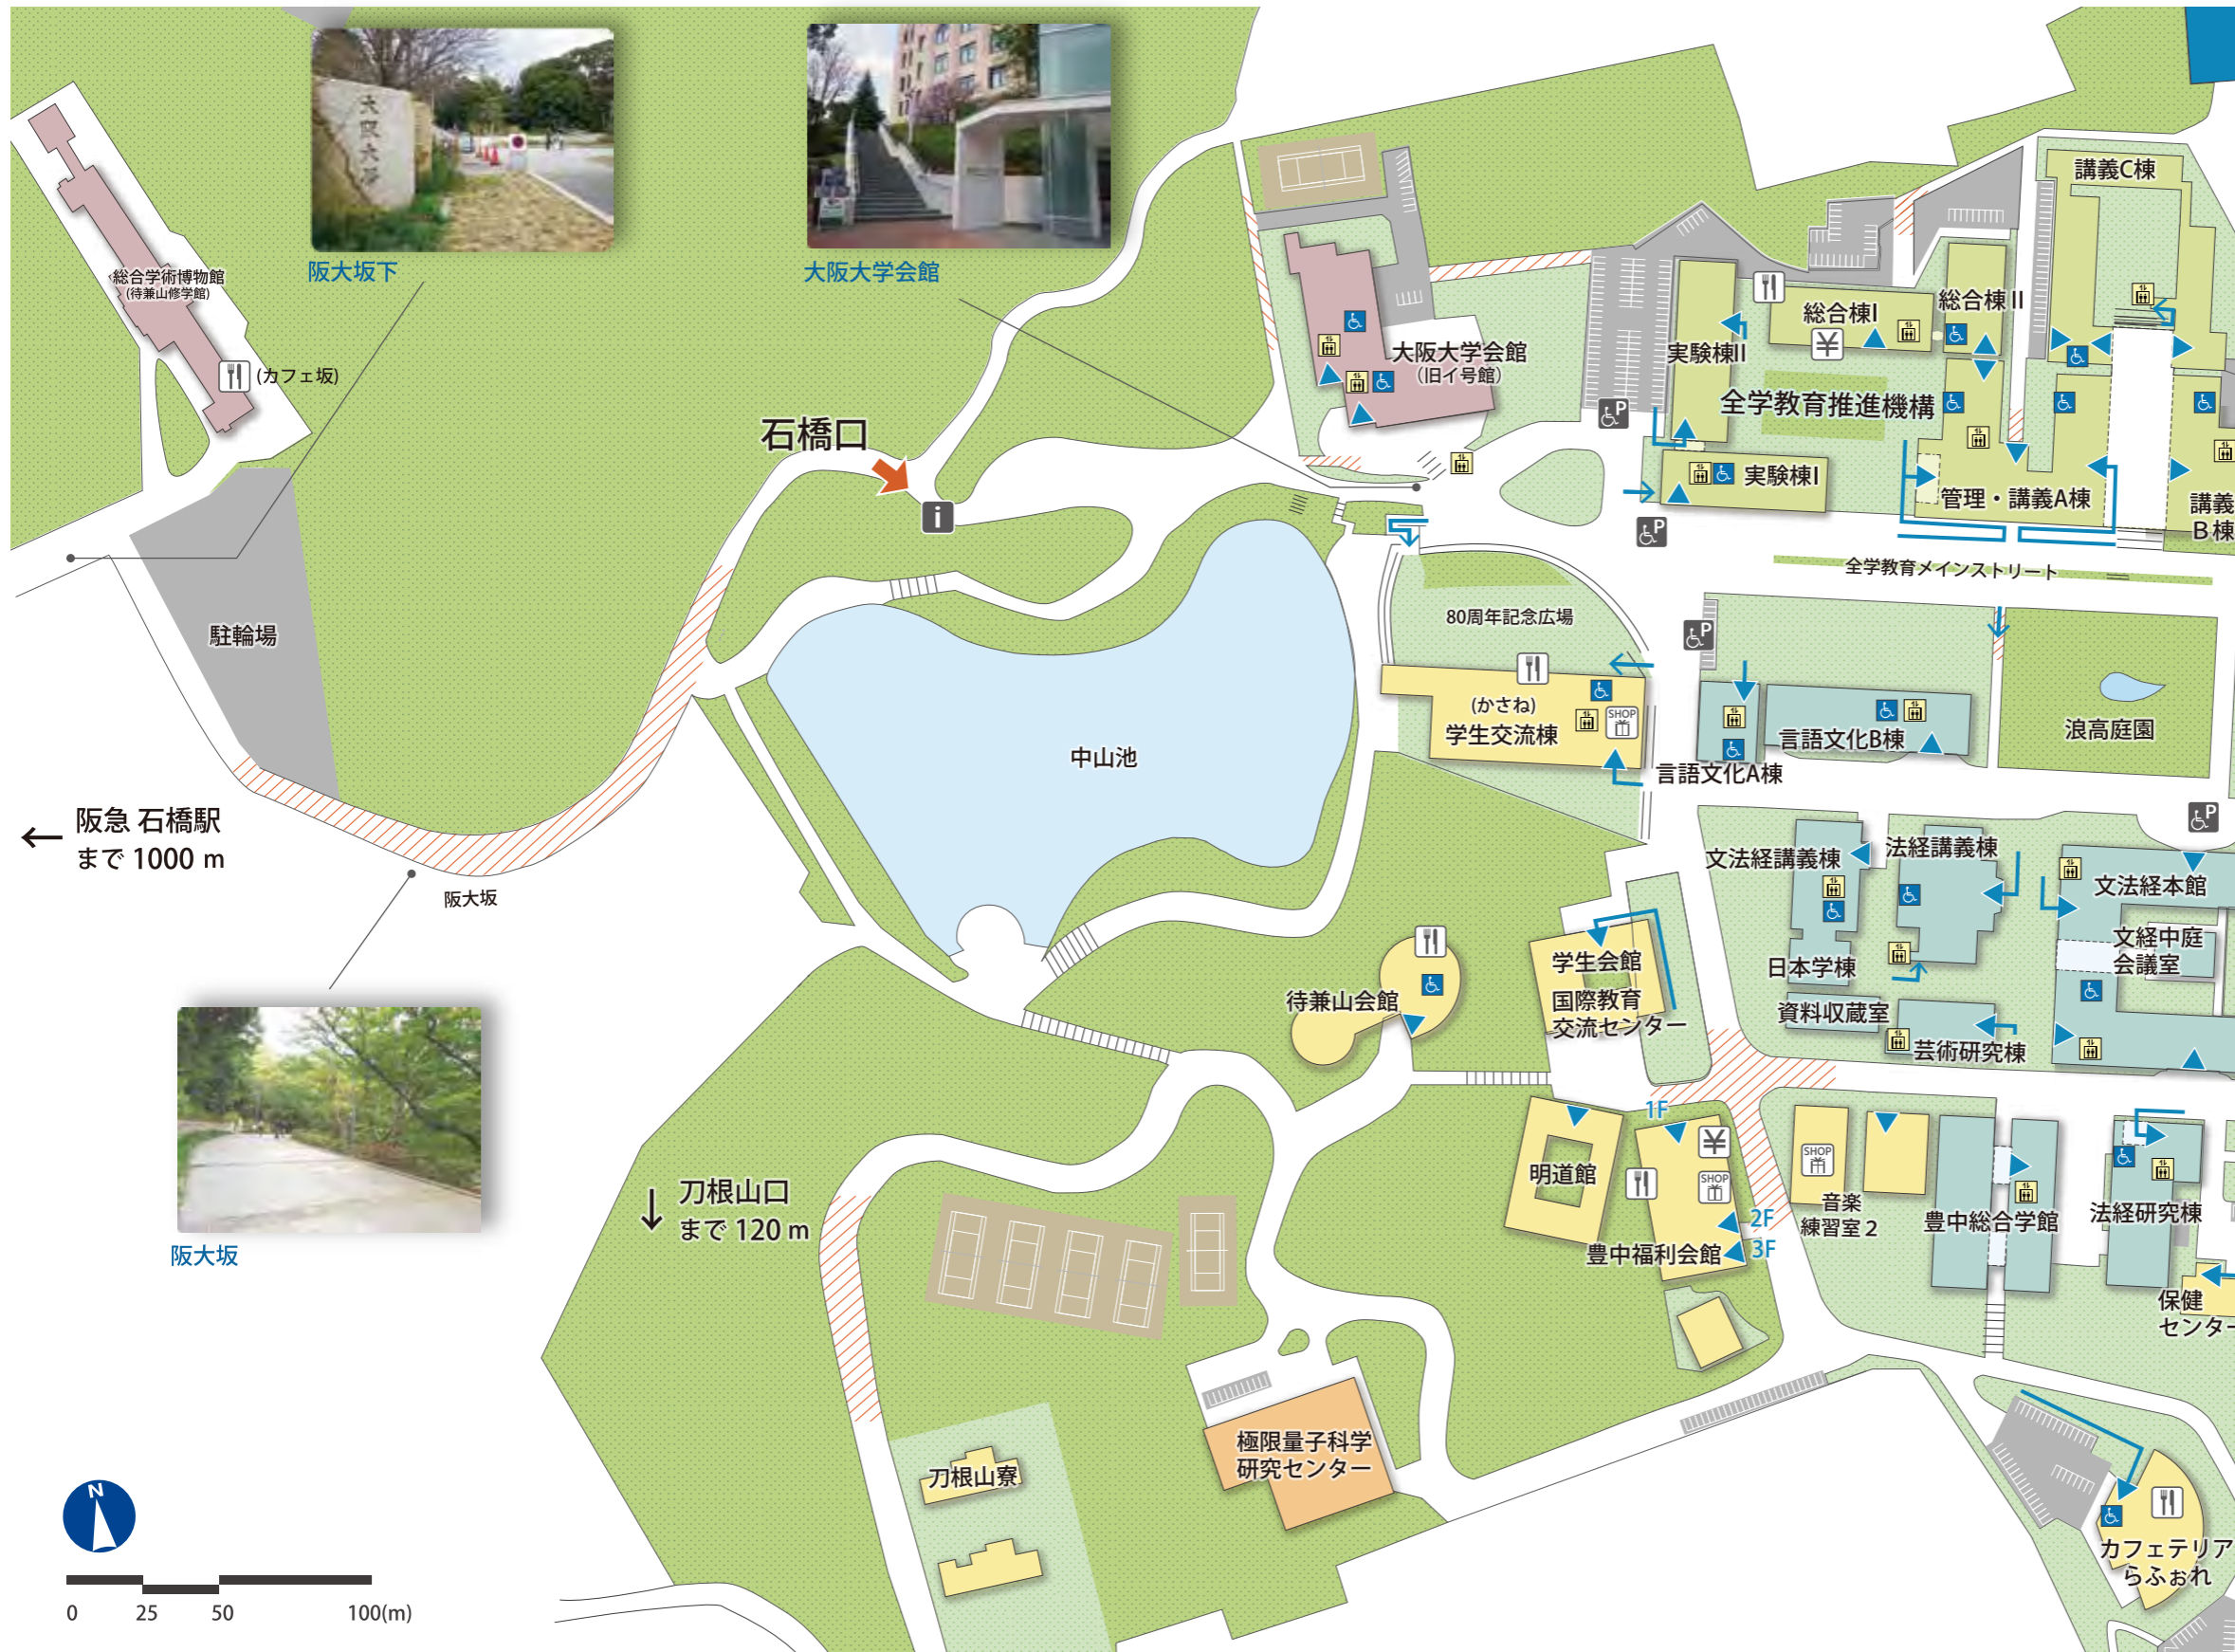 大阪大学
阪大坂下
大阪大学会館
総合学術博物館
(待兼山修学館)
(カフェ坂)
石橋口
i
大阪大学会館
(旧イ号館)
講義C棟
総合棟I
総合棟 II
実験棟II
全学教育推進機構
実験棟I
管理・講義A棟
講義
B棟
全学教育メインストリート
P
P
P
P
80周年記念広場
駐輪場
(かさね)
学生交流棟
SHOP
言語文化B棟
言語文化A棟
浪高庭園
中山池
← 阪急 石橋駅
まで 1000 m
阪大坂
文法経講義棟
法経講義棟
文法経本館
文経中庭
会議室
日本学棟
資料収蔵室
芸術研究棟
待兼山会館
学生会館
国際教育
交流センター
1F
¥
¥
明道館
SHOP
2F
3F
豊中福利会館
SHOP
音楽
練習室2
豊中総合学館
法経研究棟
保健
センター
↓ 刀根山口
まで 120 m
阪大坂
極限量子科学
研究センター
刀根山寮
カフェテリア
らふぉれ
N
0 25 50 100(m)